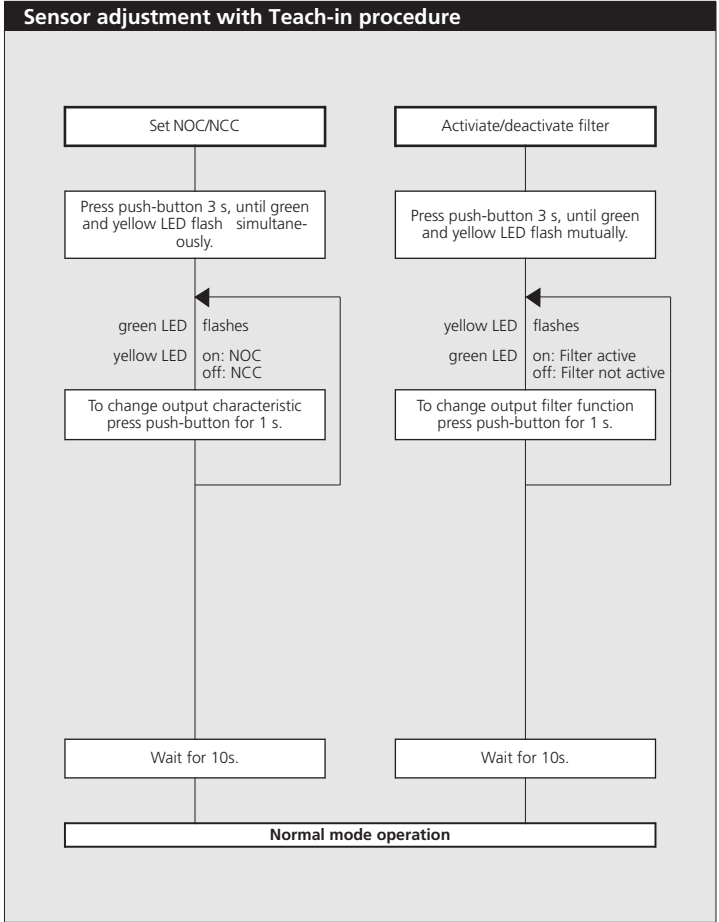 Sensor adjustment with Teach-in procedure
Set NOC/NCC
Press push-button 3 s, until green
and yellow LED flash simultane-
ously.
green LED flashes
yellow LED on: NOC
off: NCC
To change output characteristic
press push-button for 1 s.
Wait for 10s.
Activiate/deactivate filter
Press push-button 3 s, until green
and yellow LED flash mutually.
yellow LED flashes
green LED on: Filter active
off: Filter not active
To change output filter function
press push-button for 1 s.
Wait for 10s.
Normal mode operation